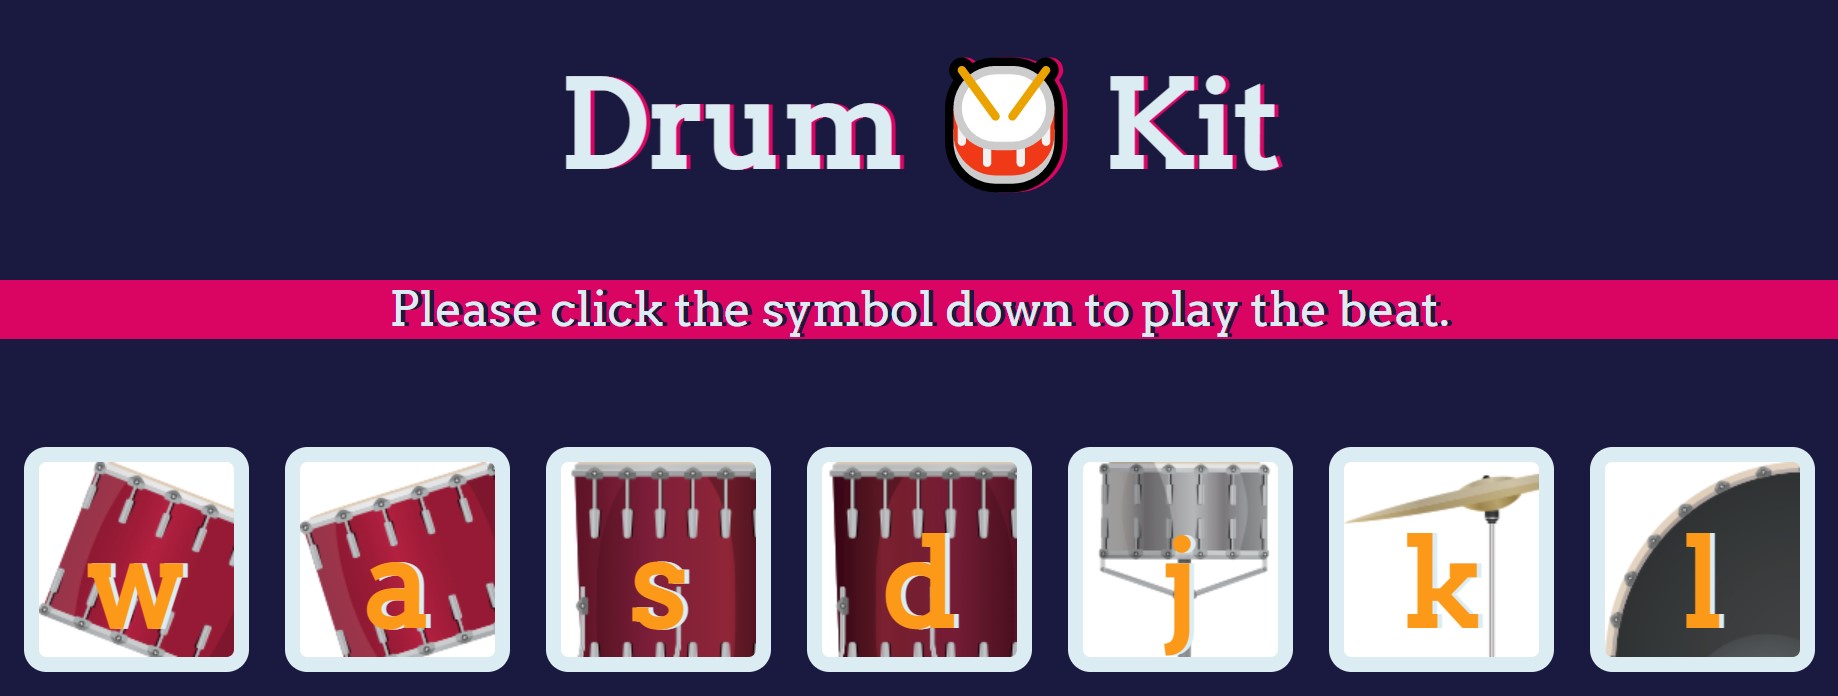 Drum 🥁 Kit
Please click the symbol down to play the beat.
w a s d j k l